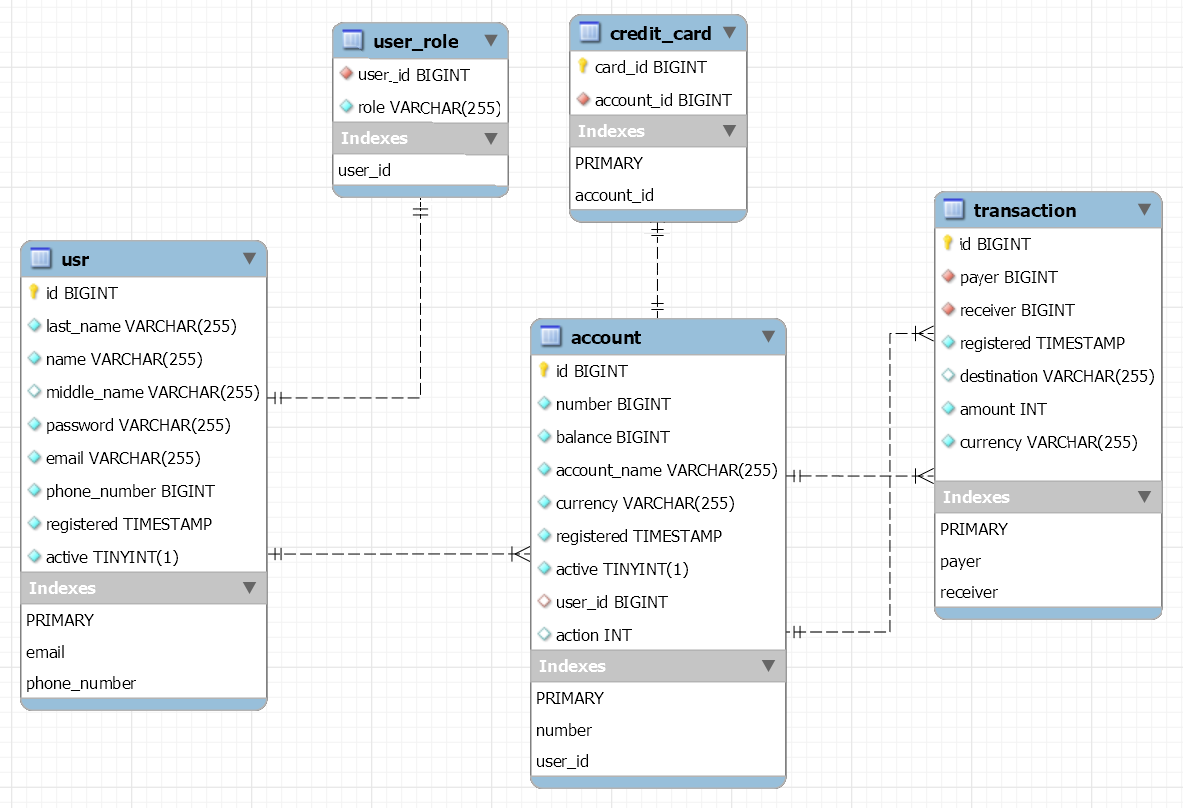 user_role
user_id BIGINT
role VARCHAR(255)
Indexes
user_id
credit_card
card_id BIGINT
account_id BIGINT
Indexes
PRIMARY
account_id
usr
id BIGINT
last_name VARCHAR(255)
name VARCHAR(255)
middle_name VARCHAR(255)
password VARCHAR(255)
email VARCHAR(255)
phone_number BIGINT
registered TIMESTAMP
active TINYINT(1)
Indexes
PRIMARY
email
phone_number
account
id BIGINT
number BIGINT
balance BIGINT
account_name VARCHAR(255)
currency VARCHAR(255)
registered TIMESTAMP
active TINYINT(1)
user_id BIGINT
action INT
Indexes
PRIMARY
number
user_id
transaction
id BIGINT
payer BIGINT
receiver BIGINT
registered TIMESTAMP
destination VARCHAR(255)
amount INT
currency VARCHAR(255)
Indexes
PRIMARY
payer
receiver